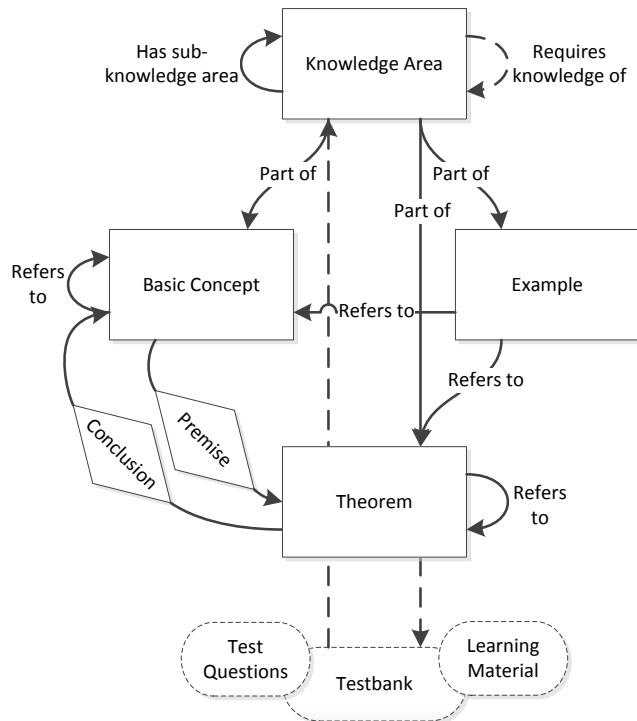 Has sub-
knowledge area
Knowledge Area
Requires
knowledge of
Part of
Part of
Part of
Refers
to
Basic Concept
Example
Refers to
Refers to
Premise
Conclusion
Theorem
Refers
to
Test
Questions
Testbank
Learning
Material